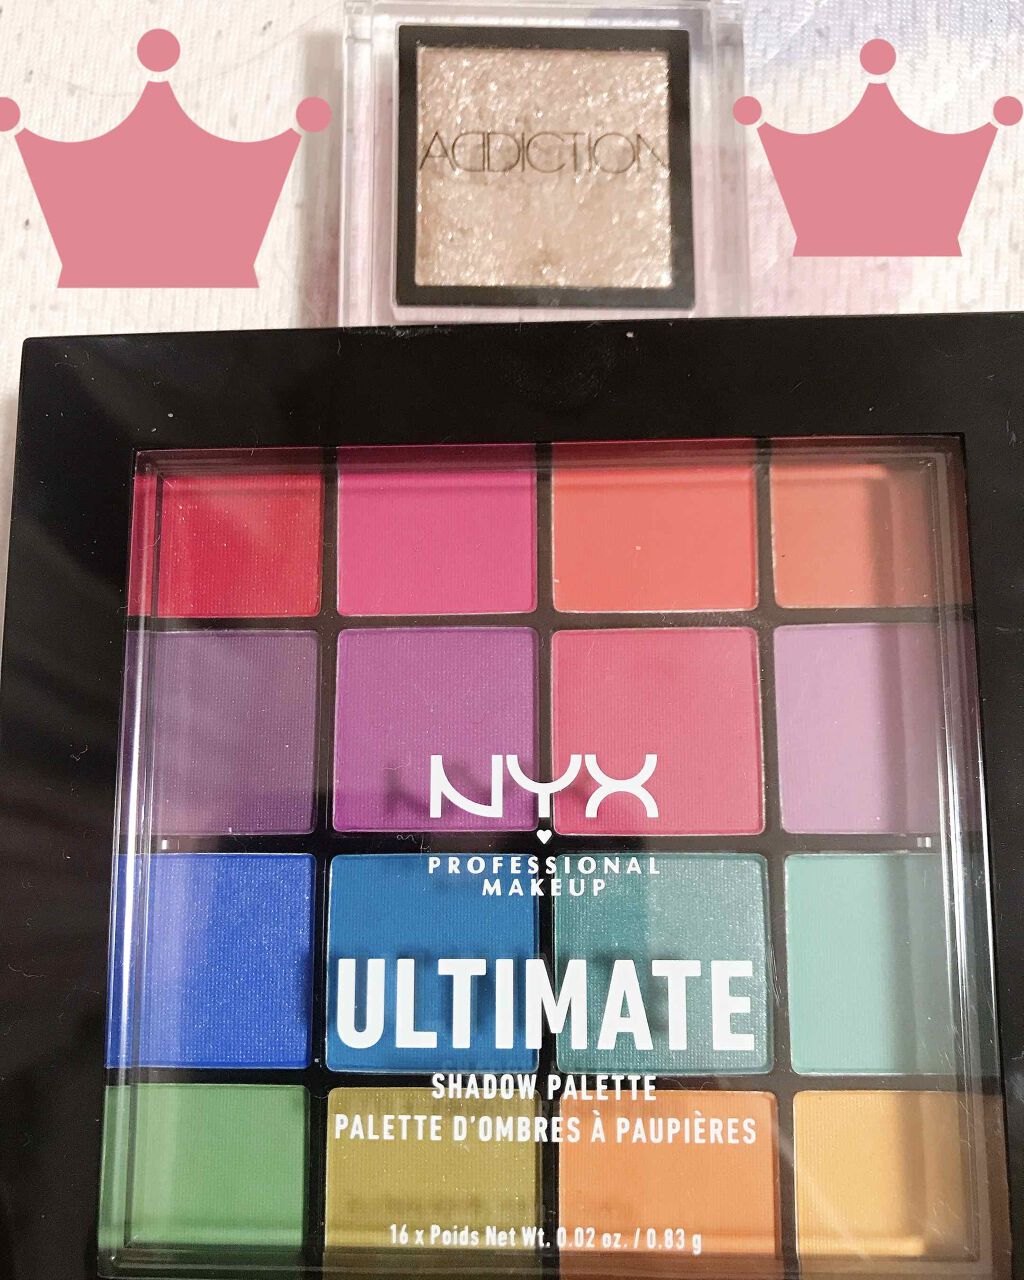 ADDICTION
NYX
PROFESSIONAL
MAKEUP
ULTIMATE
SHADOW PALETTE
PALETTE D'OMBRES À PAUPIÈRES
16 x Poids Net Wt. 0.02 oz. / 0.83 g